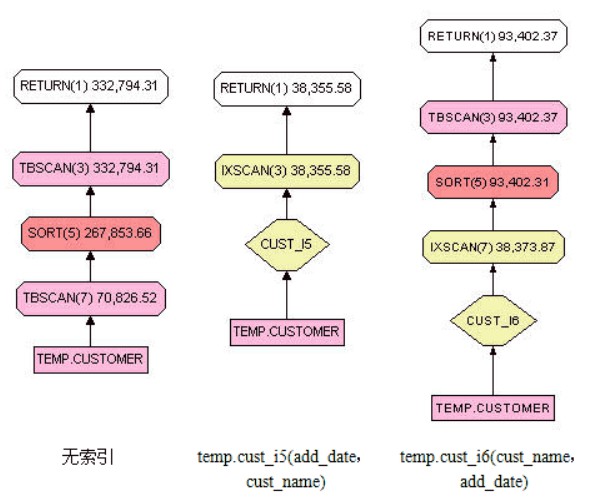 RETURN(1) 332,794.31
TBSCAN(3) 332,794.31
SORT(5) 267,853.66
TBSCAN(7) 70,826.52
TEMP.CUSTOMER
无索引
RETURN(1) 38,355.58
IXSCAN(3) 38,355.58
CUST_I5
TEMP.CUSTOMER
temp.cust_i5(add_date，
cust_name)
RETURN(1) 93,402.37
TBSCAN(3) 93,402.37
SORT(5) 93,402.31
IXSCAN(7) 38,373.87
CUST_I6
TEMP.CUSTOMER
temp.cust_i6(cust_name，
add_date)